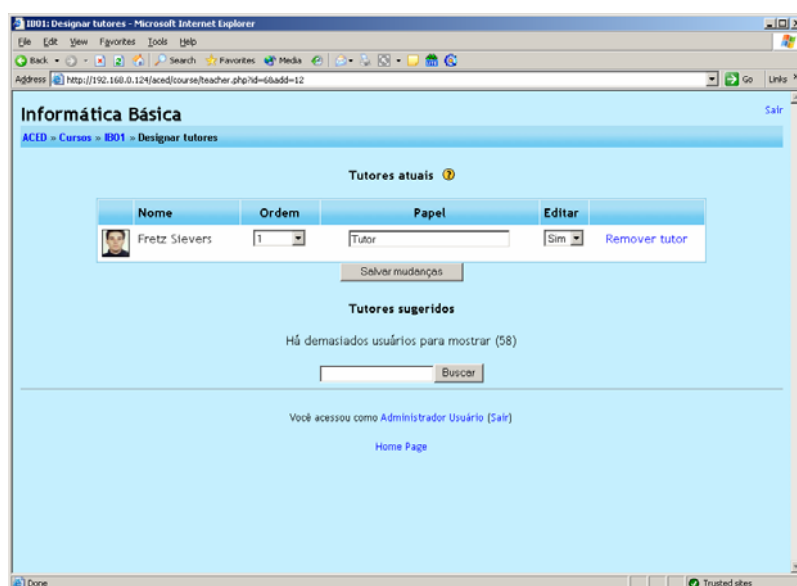 IB01: Designar tutores - Microsoft Internet Explorer
File Edit View Favorites Tools Help
Back Search Favorites Media
Address http://192.168.0.124/aced/course/teacher.php?id=6&add=12 Go Links
Informática Básica Sair
ACED » Cursos » IB01 » Designar tutores
Tutores atuais ?
Nome Ordem Papel Editar
Fretz Sievers 1 Tutor Sim Remover tutor
Salvar mudanças
Tutores sugeridos
Há demasiados usuários para mostrar (58)
Buscar
Você acessou como Administrador Usuário (Sair)
Home Page
Done Trusted sites